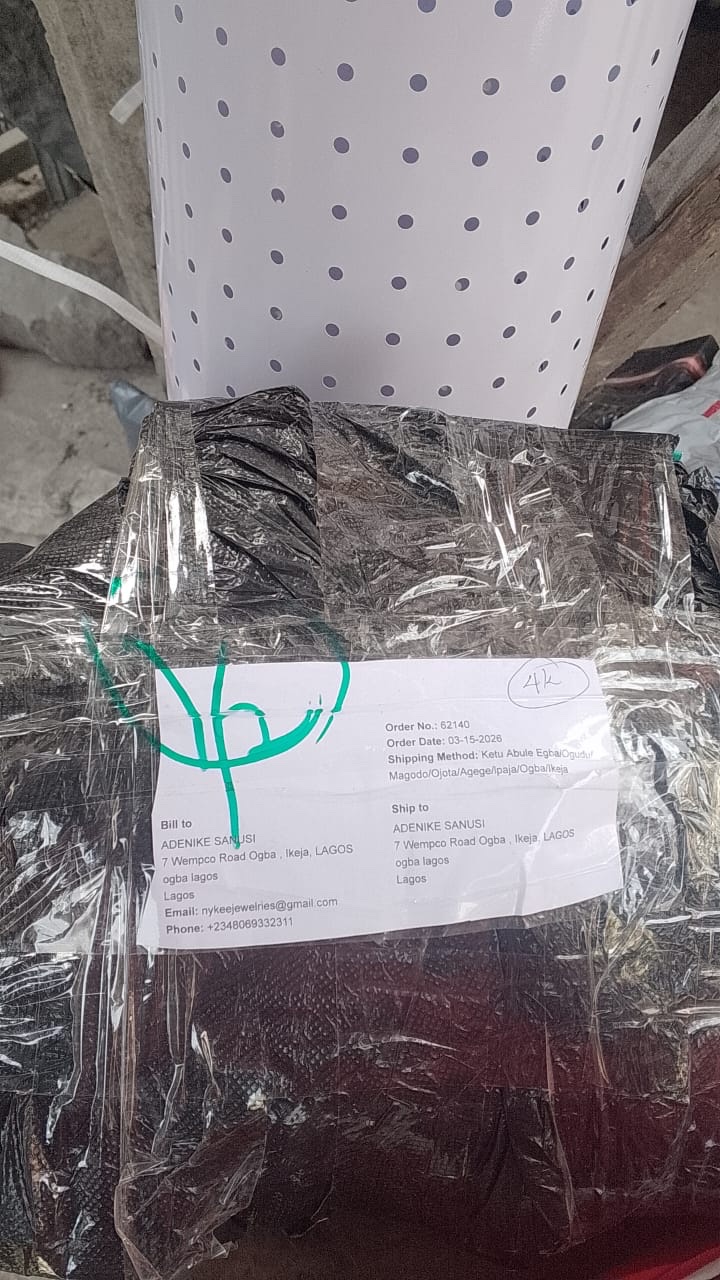 4k
Order No.: 62140
Order Date: 03-15-2026
Shipping Method: Ketu Abule Egba/Ogudu/
Magodo/Ojota/Agege/Ipaja/Ogba/Ikeja
Bill to
ADENIKE SANUSI
7 Wempco Road Ogba , Ikeja, LAGOS
ogba lagos
Lagos
Email: nykeejewelries@gmail.com
Phone: +2348069332311
Ship to
ADENIKE SANUSI
7 Wempco Road Ogba , Ikeja, LAGOS
ogba lagos
Lagos